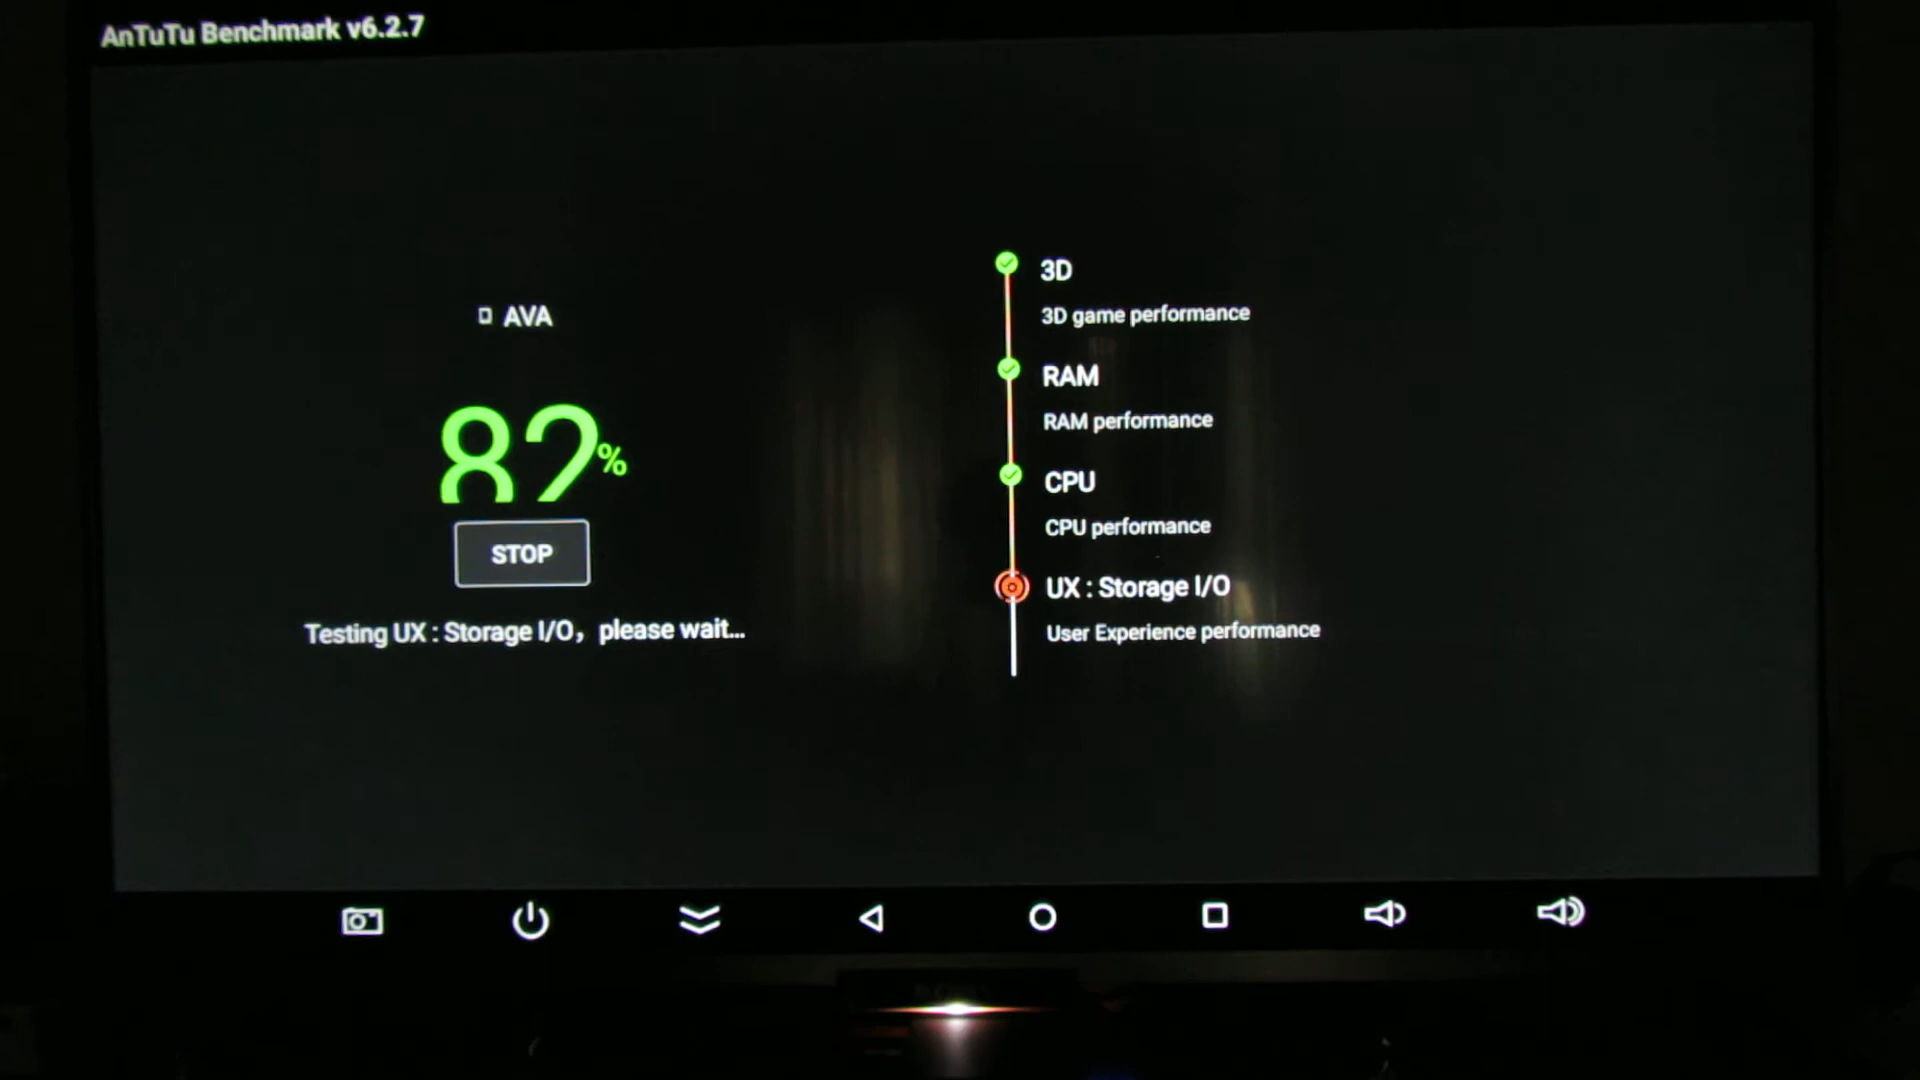 AnTuTu Benchmark v6.2.7
AVA
82%
STOP
Testing UX : Storage I/O, please wait...
3D
3D game performance
RAM
RAM performance
CPU
CPU performance
UX : Storage I/O
User Experience performance